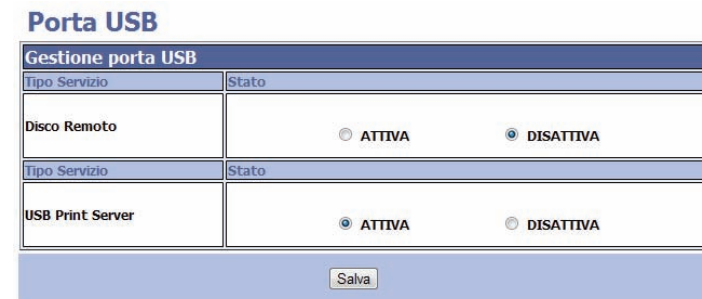 Porta USB
Gestione porta USB
Tipo Servizio Stato
Disco Remoto ATTIVA DISATTIVA
Tipo Servizio Stato
USB Print Server ATTIVA DISATTIVA
Salva